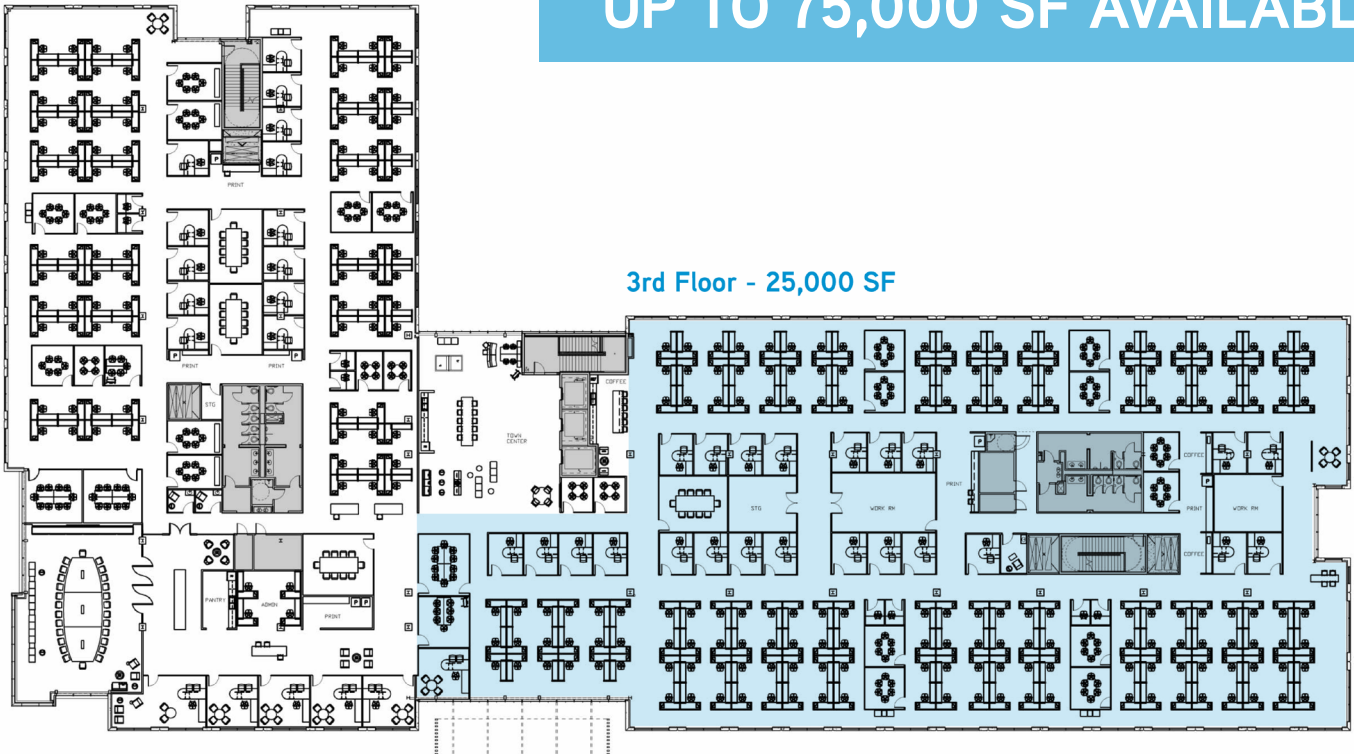 UP TO 75,000 SF AVAILABL
3rd Floor - 25,000 SF
PRINT
P
P
P
PRINT
PRINT
STG
COFFEE
TOWN
CENTER
PRINT
P
COFFEE
P
STG
WORK RM
PRINT
WORK RM
COFFEE
PANTRY
ADMIN
P P
PRINT